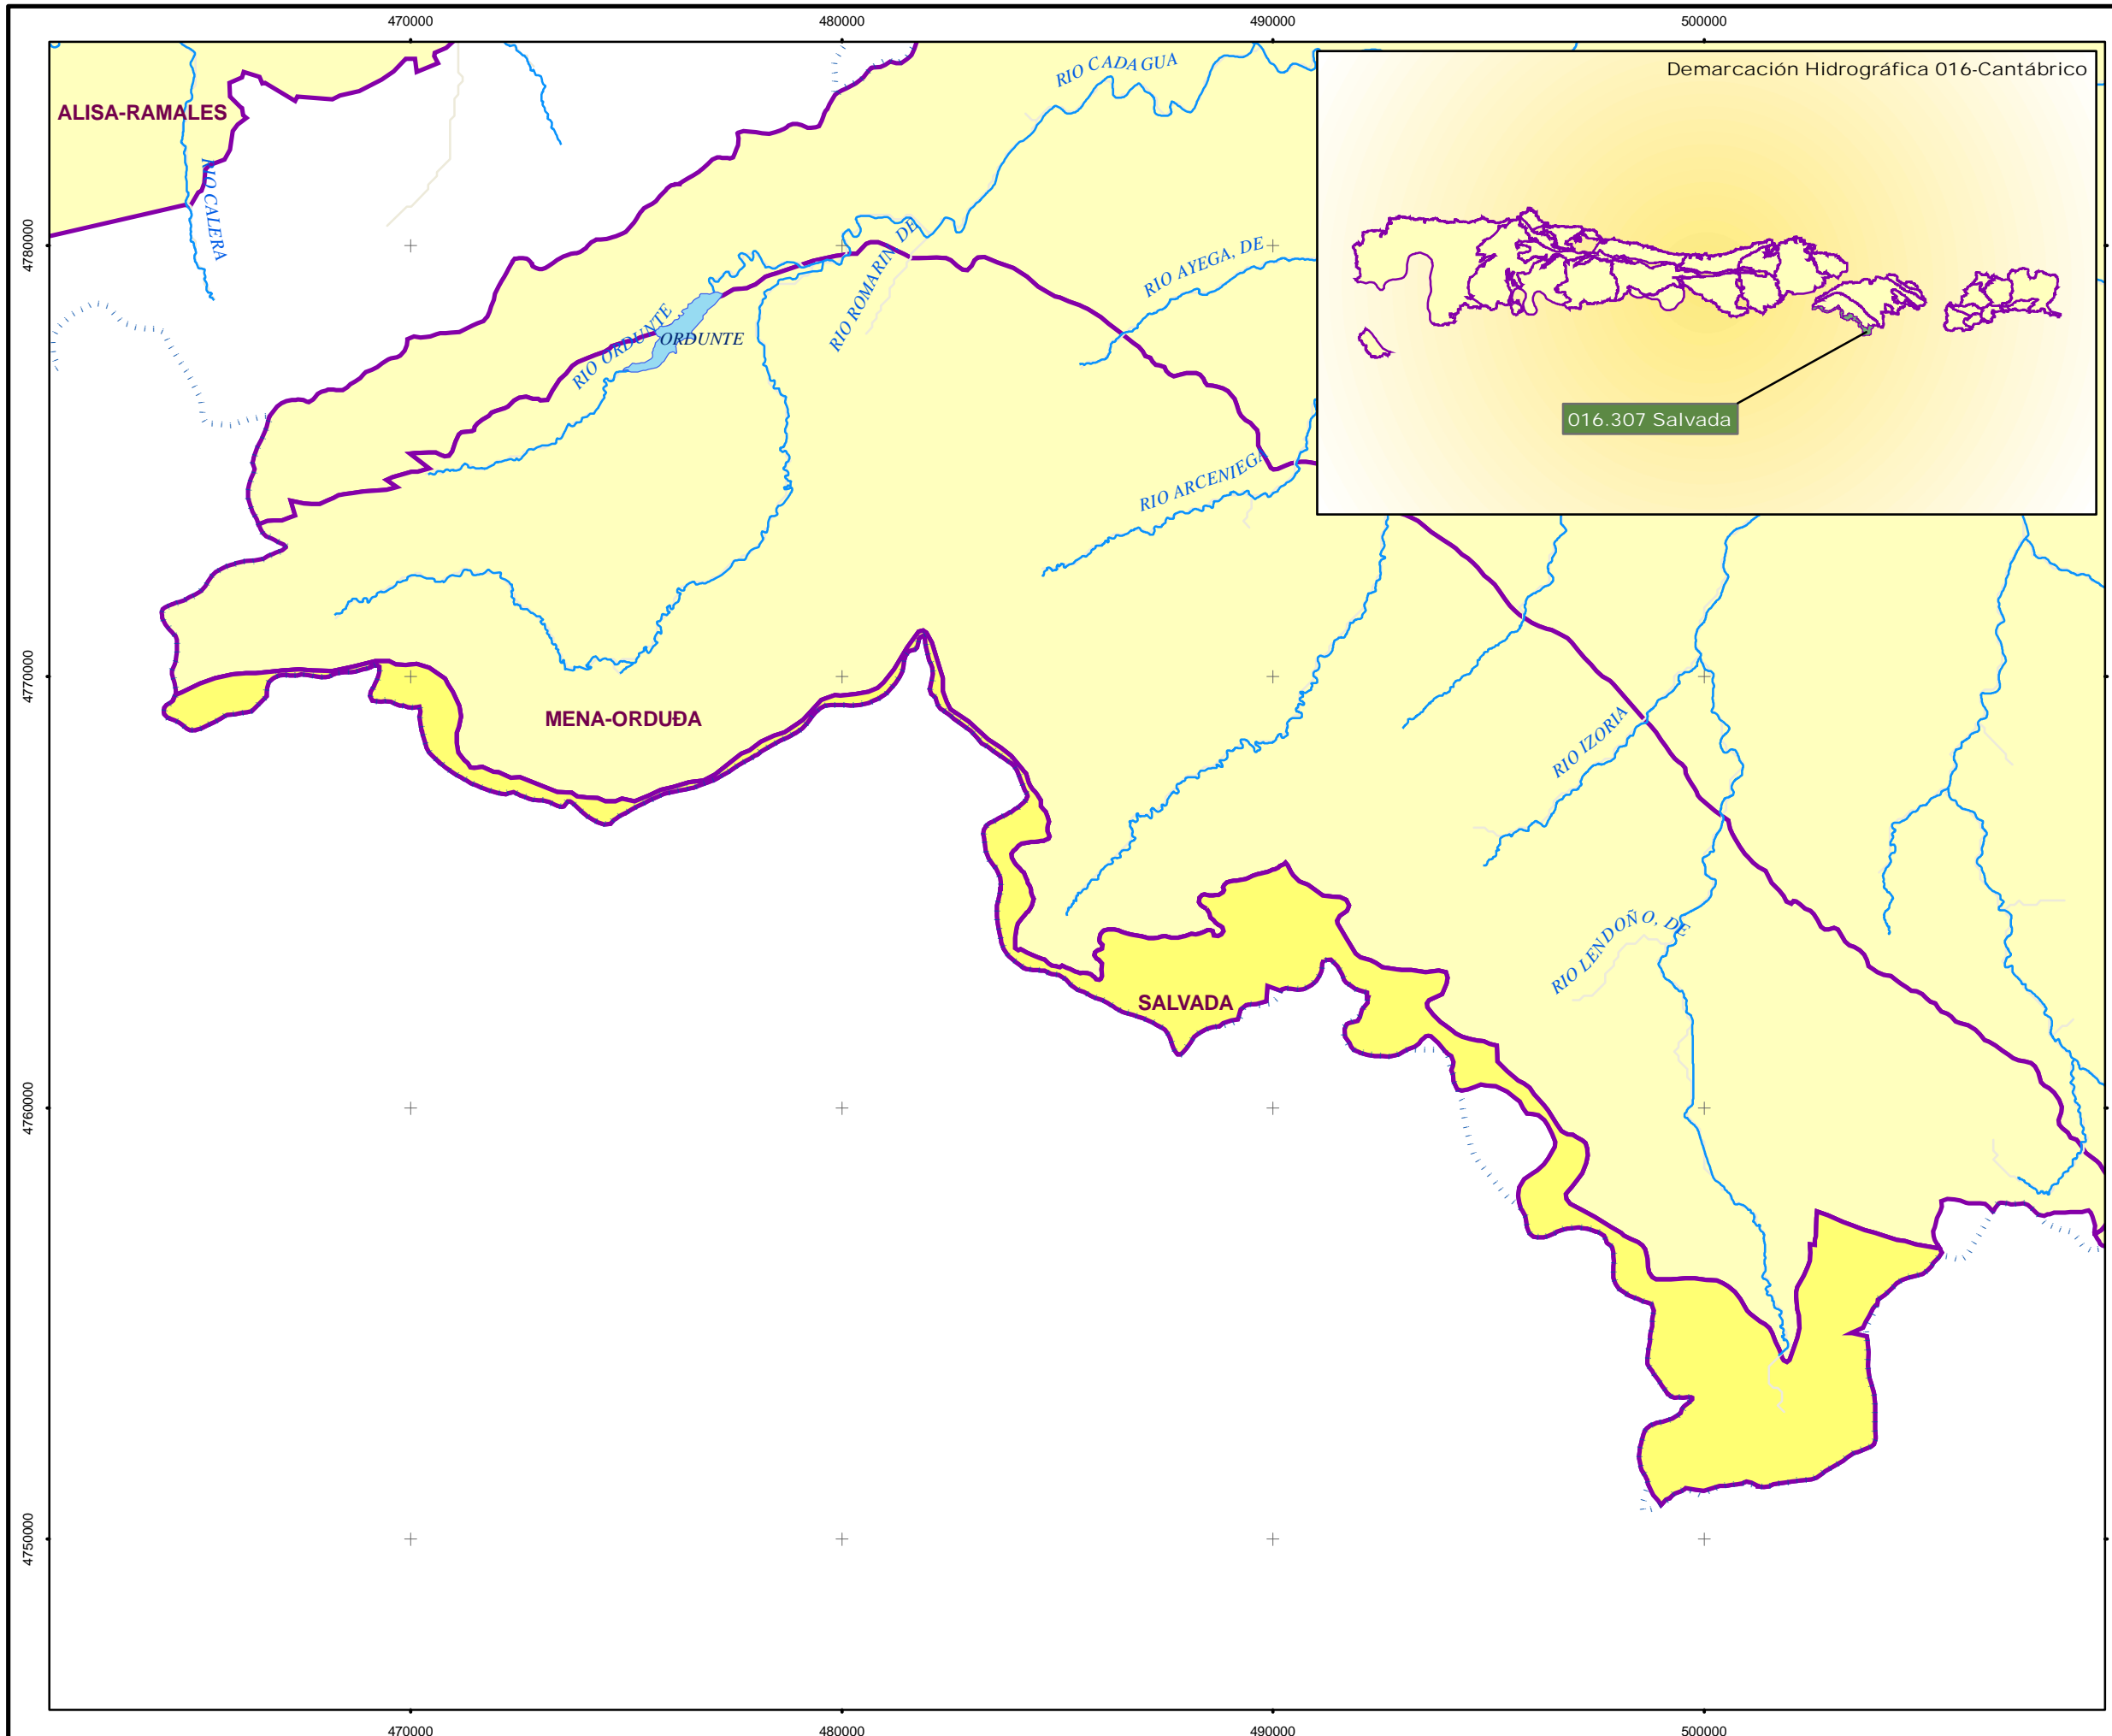 470000
480000
490000
500000
Demarcación Hidrográfica 016-Cantábrico
RIO CADAGUA
ALISA-RAMALES
RIO CALERA
4780000
RIO ROMARIN, DE
RIO AYEGA, DE
RIO ORDUNTE
ORDUNTE
016.307 Salvada
RIO ARCENIEGA
4770000
MENA-ORDUÐA
RIO IZORIA
RIO LENDOÑO, DE
SALVADA
4760000
4750000
470000
480000
490000
500000